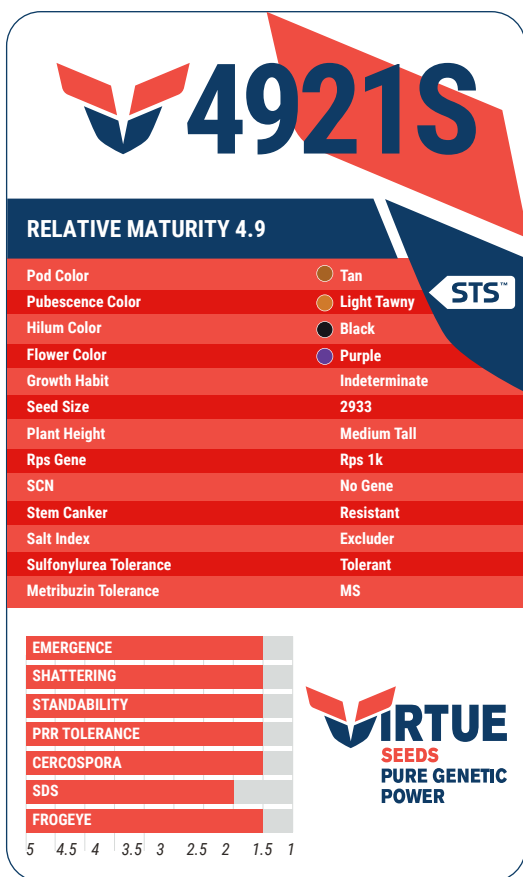 4921S
RELATIVE MATURITY 4.9
STS™
Pod Color Tan
Pubescence Color Light Tawny
Hilum Color Black
Flower Color Purple
Growth Habit Indeterminate
Seed Size 2933
Plant Height Medium Tall
Rps Gene Rps 1k
SCN No Gene
Stem Canker Resistant
Salt Index Excluder
Sulfonylurea Tolerance Tolerant
Metribuzin Tolerance MS
EMERGENCE
SHATTERING
STANDABILITY
PRR TOLERANCE
CERCOSPORA
SDS
FROGEYE
5 4.5 4 3.5 3 2.5 2 1.5 1
VIRTUE
SEEDS
PURE GENETIC
POWER